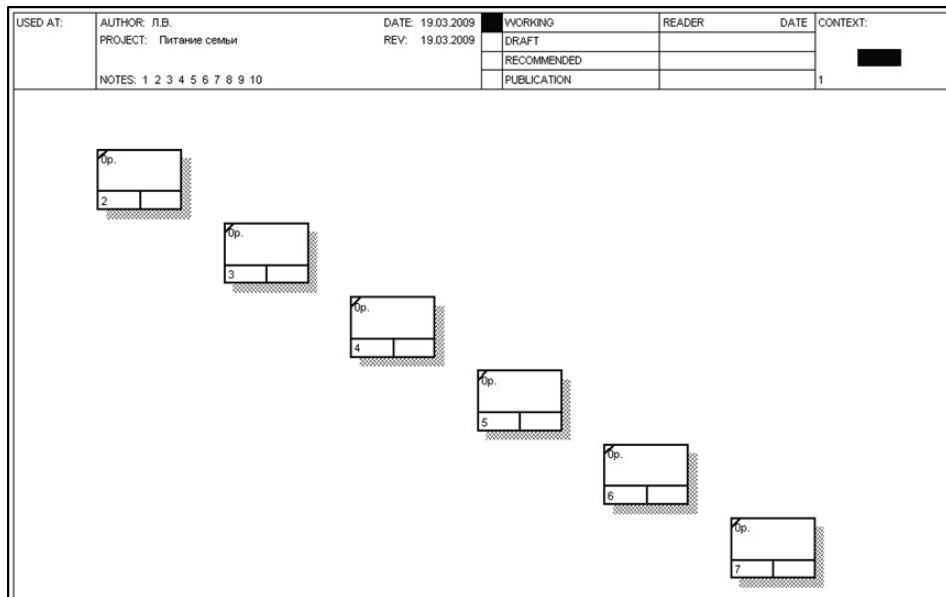 USED AT: AUTHOR: Л.В. DATE: 19.03.2009 WORKING READER DATE CONTEXT:
PROJECT: Питание семьи REV: 19.03.2009 DRAFT
RECOMMENDED
NOTES: 1 2 3 4 5 6 7 8 9 10 PUBLICATION 1
0р.
2
0р.
3
0р.
4
0р.
5
0р.
6
0р.
7